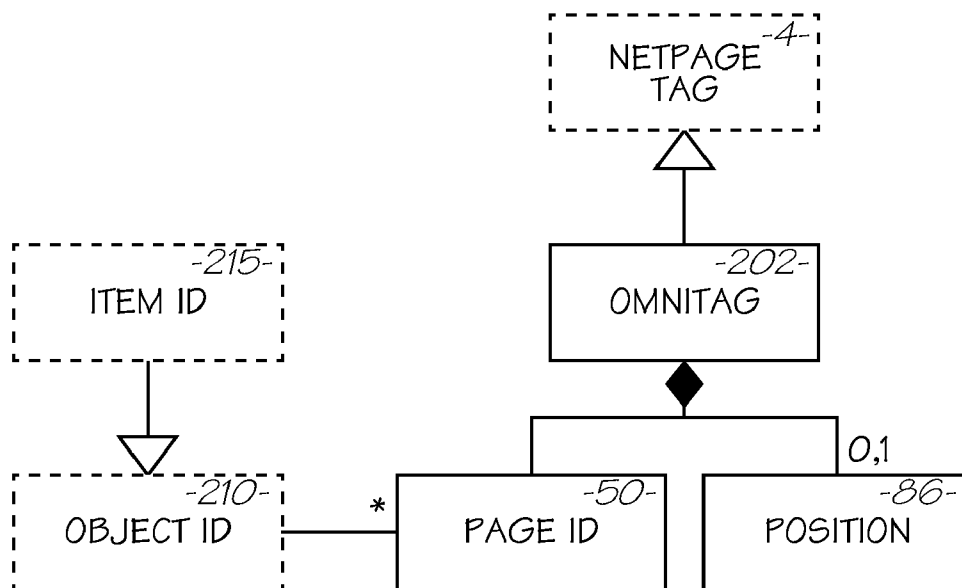 -4-
NETPAGE
TAG
-215-
ITEM ID
-202-
OMNITAG
0,1
-210-
OBJECT ID
*
-50-
PAGE ID
-86-
POSITION